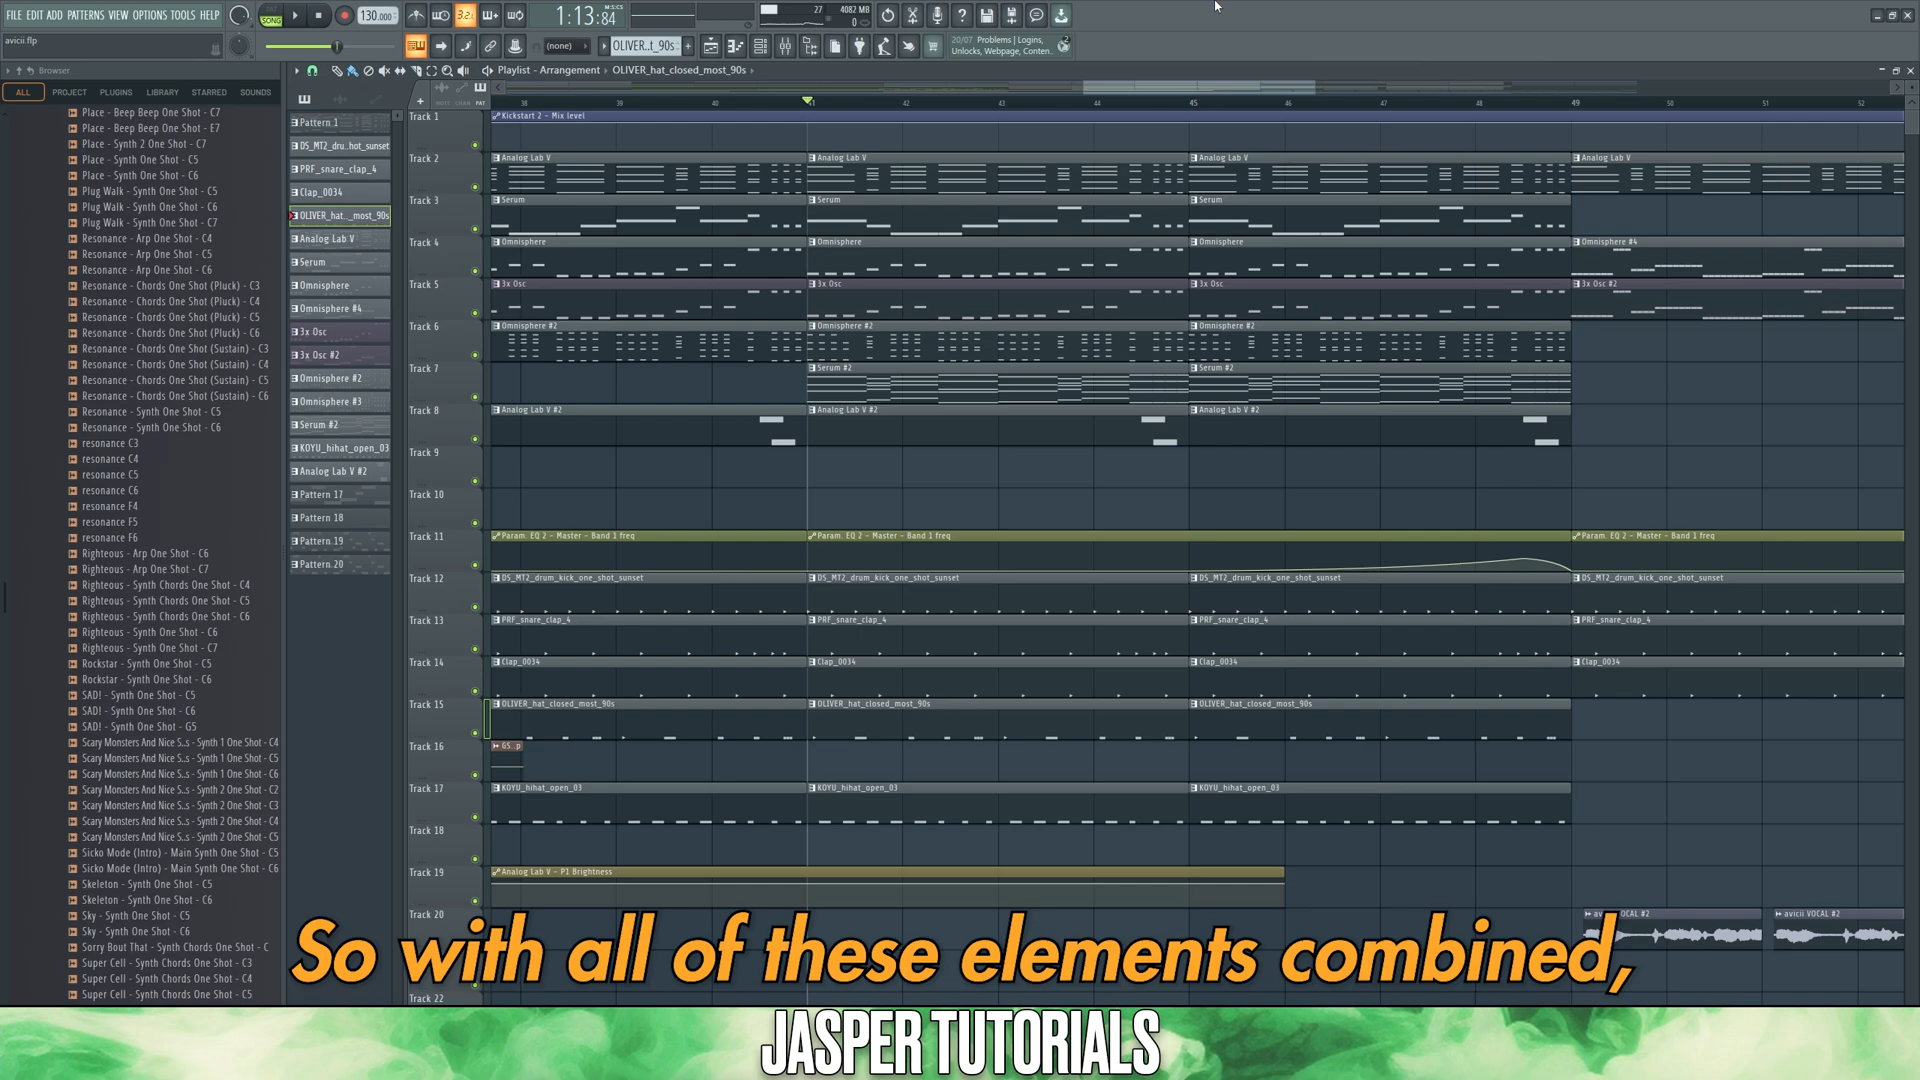 FILE EDIT ADD PATTERNS VIEW OPTIONS TOOLS HELP
avicii.flp
SONG
130.000
3.2.
1:13:84
M:S:CS
27
4082 MB
0
(none)
OLIVER..t_90s
20/07 Problems | Logins,
Unlocks, Webpage, Conten..
Browser
Playlist - Arrangement › OLIVER_hat_closed_most_90s
ALL PROJECT PLUGINS LIBRARY STARRED SOUNDS
Place - Beep Beep One Shot - C7
Place - Beep Beep One Shot - E7
Place - Synth 2 One Shot - C7
Place - Synth One Shot - C5
Place - Synth One Shot - C6
Plug Walk - Synth One Shot - C5
Plug Walk - Synth One Shot - C6
Plug Walk - Synth One Shot - C7
Resonance - Arp One Shot - C4
Resonance - Arp One Shot - C5
Resonance - Arp One Shot - C6
Resonance - Chords One Shot (Pluck) - C3
Resonance - Chords One Shot (Pluck) - C4
Resonance - Chords One Shot (Pluck) - C5
Resonance - Chords One Shot (Pluck) - C6
Resonance - Chords One Shot (Sustain) - C3
Resonance - Chords One Shot (Sustain) - C4
Resonance - Chords One Shot (Sustain) - C5
Resonance - Chords One Shot (Sustain) - C6
Resonance - Synth One Shot - C5
Resonance - Synth One Shot - C6
resonance C3
resonance C4
resonance C5
resonance C6
resonance F4
resonance F5
resonance F6
Righteous - Arp One Shot - C6
Righteous - Arp One Shot - C7
Righteous - Synth Chords One Shot - C4
Righteous - Synth Chords One Shot - C5
Righteous - Synth Chords One Shot - C6
Righteous - Synth One Shot - C6
Righteous - Synth One Shot - C7
Rockstar - Synth One Shot - C5
Rockstar - Synth One Shot - C6
SAD! - Synth One Shot - C5
SAD! - Synth One Shot - C6
SAD! - Synth One Shot - G5
Scary Monsters And Nice S..s - Synth 1 One Shot - C4
Scary Monsters And Nice S..s - Synth 1 One Shot - C5
Scary Monsters And Nice S..s - Synth 1 One Shot - C6
Scary Monsters And Nice S..s - Synth 2 One Shot - C2
Scary Monsters And Nice S..s - Synth 2 One Shot - C3
Scary Monsters And Nice S..s - Synth 2 One Shot - C4
Scary Monsters And Nice S..s - Synth 2 One Shot - C5
Sicko Mode (Intro) - Main Synth One Shot - C5
Sicko Mode (Intro) - Main Synth One Shot - C6
Skeleton - Synth One Shot - C5
Skeleton - Synth One Shot - C6
Sky - Synth One Shot - C5
Sky - Synth One Shot - C6
Sorry Bout That - Synth Chords One Shot - C
Super Cell - Synth Chords One Shot - C3
Super Cell - Synth Chords One Shot - C4
Super Cell - Synth Chords One Shot - C5
Pattern 1
DS_MT2_dru..hot_sunset
PRF_snare_clap_4
Clap_0034
OLIVER_hat.._most_90s
Analog Lab V
Serum
Omnisphere
Omnisphere #4
3x Osc
3x Osc #2
Omnisphere #2
Omnisphere #3
Serum #2
KOYU_hihat_open_03
Analog Lab V #2
Pattern 17
Pattern 18
Pattern 19
Pattern 20
38 39 40 41 42 43 44 45 46 47 48 49 50 51 52
Track 1 Kickstart 2 - Mix level
Track 2 Analog Lab V Analog Lab V Analog Lab V Analog Lab V
Track 3 Serum Serum Serum
Track 4 Omnisphere Omnisphere Omnisphere Omnisphere #4
Track 5 3x Osc 3x Osc 3x Osc 3x Osc #2
Track 6 Omnisphere #2 Omnisphere #2 Omnisphere #2
Track 7 Serum #2 Serum #2
Track 8 Analog Lab V #2 Analog Lab V #2 Analog Lab V #2
Track 9
Track 10
Track 11 Param. EQ 2 - Master - Band 1 freq Param. EQ 2 - Master - Band 1 freq Param. EQ 2 - Master - Band 1 freq
Track 12 DS_MT2_drum_kick_one_shot_sunset DS_MT2_drum_kick_one_shot_sunset DS_MT2_drum_kick_one_shot_sunset DS_MT2_drum_kick_one_shot_sunset
Track 13 PRF_snare_clap_4 PRF_snare_clap_4 PRF_snare_clap_4 PRF_snare_clap_4
Track 14 Clap_0034 Clap_0034 Clap_0034 Clap_0034
Track 15 OLIVER_hat_closed_most_90s OLIVER_hat_closed_most_90s OLIVER_hat_closed_most_90s
Track 16 GS..p
Track 17 KOYU_hihat_open_03 KOYU_hihat_open_03 KOYU_hihat_open_03
Track 18
Track 19 Analog Lab V - P1 Brightness
Track 20 avicii VOCAL #2
Track 22
So with all of these elements combined,
JASPER TUTORIALS